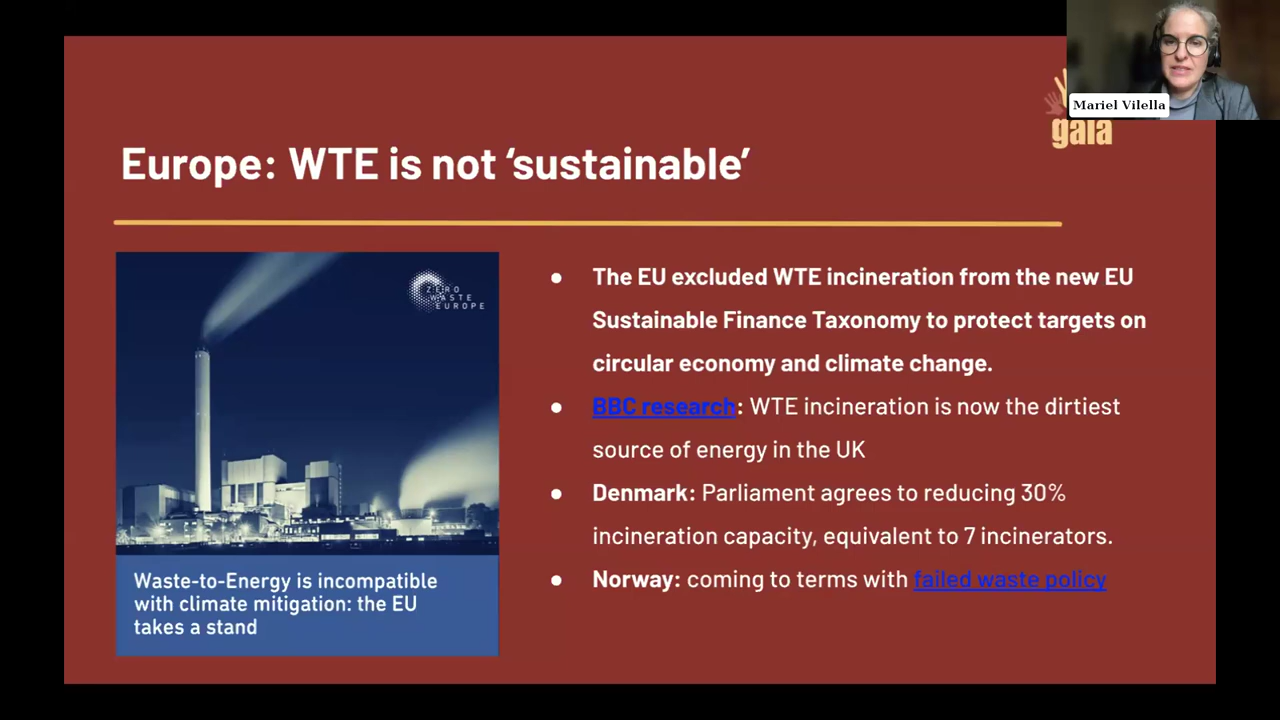 Mariel Vilella
gaia
Europe: WTE is not ‘sustainable’
ZERO
WASTE
EUROPE
Waste-to-Energy is incompatible
with climate mitigation: the EU
takes a stand
● The EU excluded WTE incineration from the new EU
Sustainable Finance Taxonomy to protect targets on
circular economy and climate change.
● BBC research: WTE incineration is now the dirtiest
source of energy in the UK
● Denmark: Parliament agrees to reducing 30%
incineration capacity, equivalent to 7 incinerators.
● Norway: coming to terms with failed waste policy